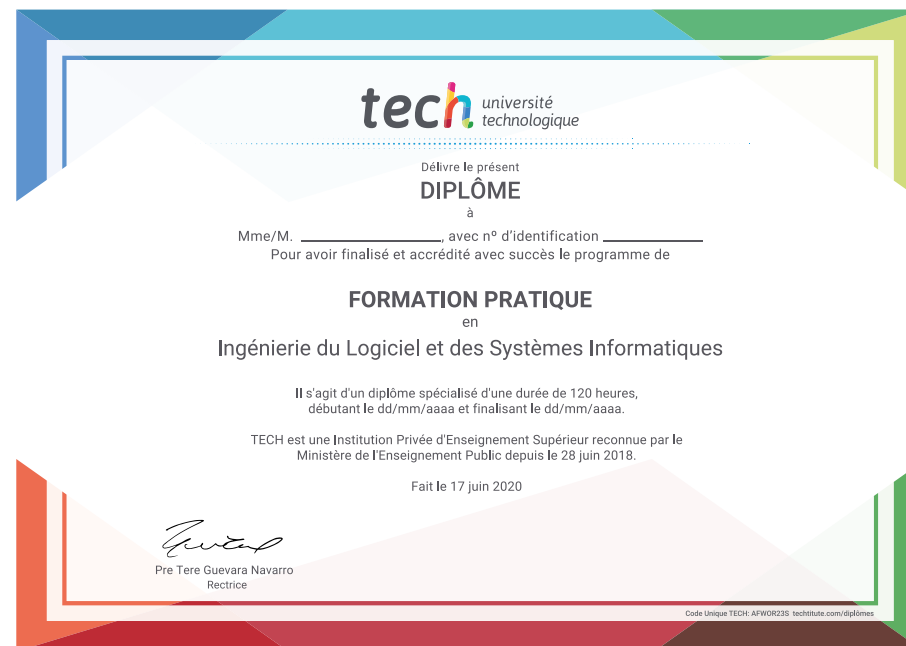 tech université
technologique
Délivre le présent
DIPLÔME
à
Mme/M. ____________________, avec nº d'identification ______________
Pour avoir finalisé et accrédité avec succès le programme de
FORMATION PRATIQUE
en
Ingénierie du Logiciel et des Systèmes Informatiques
Il s'agit d'un diplôme spécialisé d'une durée de 120 heures,
débutant le dd/mm/aaaa et finalisant le dd/mm/aaaa.
TECH est une Institution Privée d'Enseignement Supérieur reconnue par le
Ministère de l'Enseignement Public depuis le 28 juin 2018.
Fait le 17 juin 2020
Pre Tere Guevara Navarro
Rectrice
Code Unique TECH: AFWOR23S techtitute.com/diplômes